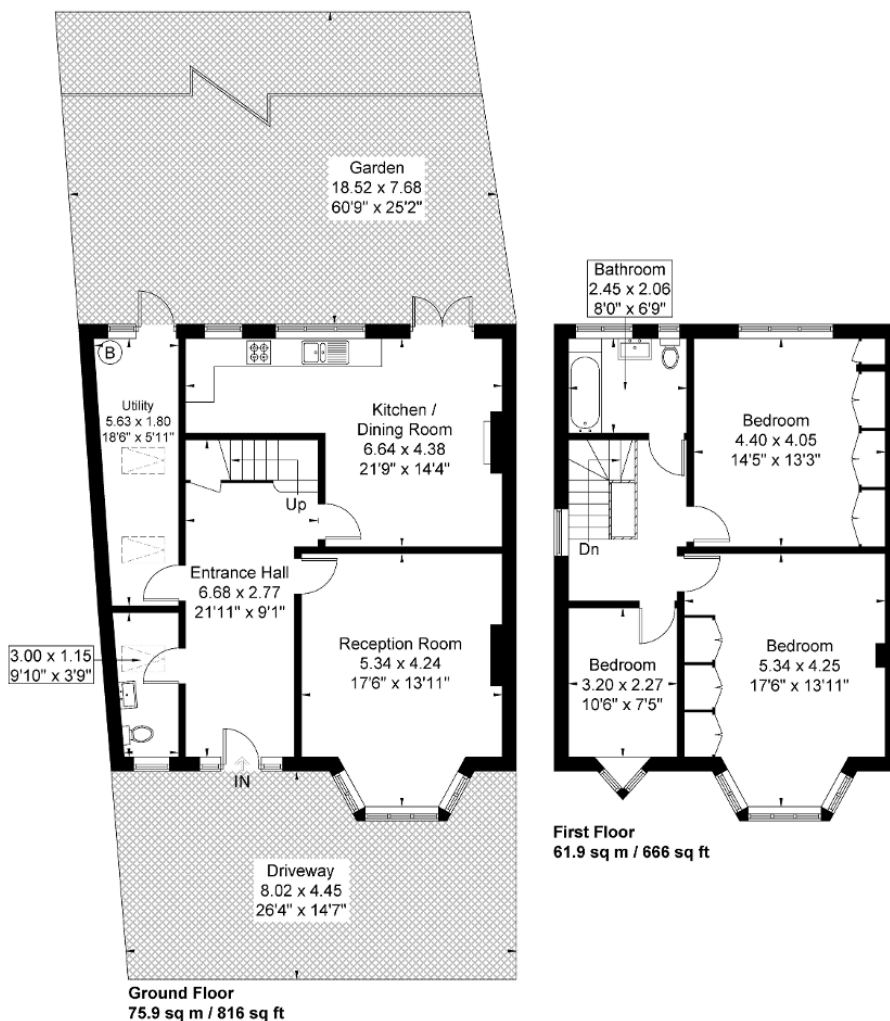 Garden
18.52 x 7.68
60'9" x 25'2"
Bathroom
2.45 x 2.06
8'0" x 6'9"
B
Utility
5.63 x 1.80
18'6" x 5'11"
Kitchen /
Dining Room
6.64 x 4.38
21'9" x 14'4"
Bedroom
4.40 x 4.05
14'5" x 13'3"
Up
Dn
Entrance Hall
6.68 x 2.77
21'11" x 9'1"
3.00 x 1.15
9'10" x 3'9"
Reception Room
5.34 x 4.24
17'6" x 13'11"
Bedroom
3.20 x 2.27
10'6" x 7'5"
Bedroom
5.34 x 4.25
17'6" x 13'11"
IN
Driveway
8.02 x 4.45
26'4" x 14'7"
First Floor
61.9 sq m / 666 sq ft
Ground Floor
75.9 sq m / 816 sq ft